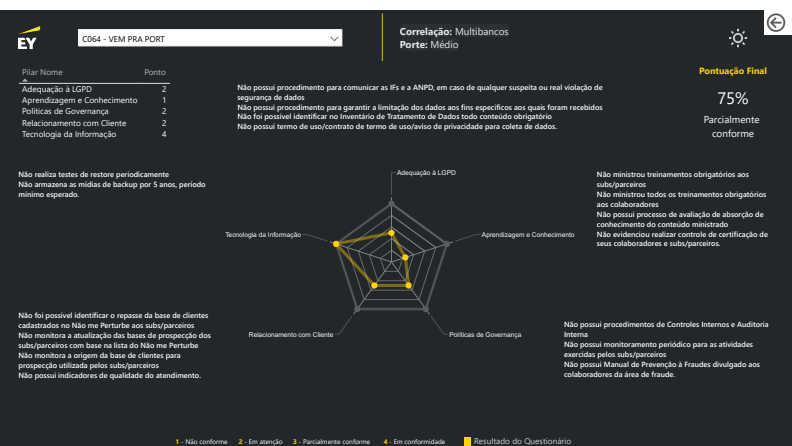 EY
C064 - VEM PRA PORT
Correlação: Multibancos
Porte: Médio
Pilar Nome Ponto
Adequação à LGPD 2
Aprendizagem e Conhecimento 1
Políticas de Governança 2
Relacionamento com Cliente 2
Tecnologia da Informação 4
Não possui procedimento para comunicar as IFs e a ANPD, em caso de qualquer suspeita ou real violação de
segurança de dados
Não possui procedimento para garantir a limitação dos dados aos fins específicos aos quais foram recebidos
Não foi possível identificar no Inventário de Tratamento de Dados todo conteúdo obrigatório
Não possui termo de uso/contrato de termo de uso/aviso de privacidade para coleta de dados.
Pontuação Final
75%
Parcialmente
conforme
Não realiza testes de restore periodicamente
Não armazena as mídias de backup por 5 anos, período
mínimo esperado.
Adequação à LGPD
Tecnologia da Informação
Aprendizagem e Conhecimento
Relacionamento com Cliente
Políticas de Governança
Não ministrou treinamentos obrigatórios aos
subs/parceiros
Não ministrou todos os treinamentos obrigatórios
aos colaboradores
Não possui processo de avaliação de absorção de
conhecimento do conteúdo ministrado
Não evidenciou realizar controle de certificação de
seus colaboradores e subs/parceiros.
Não foi possível identificar o repasse da base de clientes
cadastrados no Não me Perturbe aos subs/parceiros
Não monitora a atualização das bases de prospecção dos
subs/parceiros com base na lista do Não me Perturbe
Não monitora a origem da base de clientes para
prospecção utilizada pelos subs/parceiros
Não possui indicadores de qualidade do atendimento.
Não possui procedimentos de Controles Internos e Auditoria
Interna
Não possui monitoramento periódico para as atividades
exercidas pelos subs/parceiros
Não possui Manual de Prevenção à Fraudes divulgado aos
colaboradores da área de fraude.
1 - Não conforme 2 - Em atenção 3 - Parcialmente conforme 4 - Em conformidade Resultado do Questionário